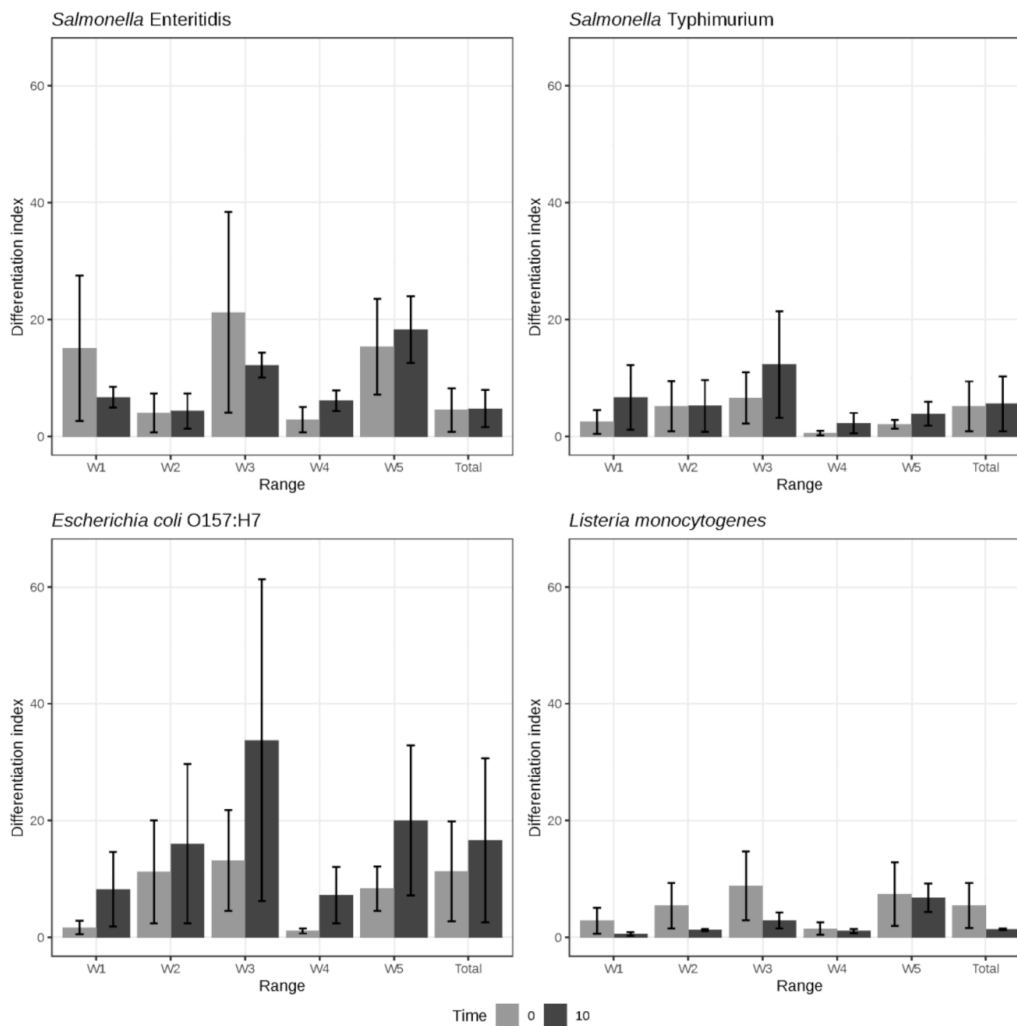 Salmonella Enteritidis
Differentiation index
60
40
20
0
W1 W2 W3 W4 W5 Total
Range
Salmonella Typhimurium
Differentiation index
60
40
20
0
W1 W2 W3 W4 W5 Total
Range
Escherichia coli O157:H7
Differentiation index
60
40
20
0
W1 W2 W3 W4 W5 Total
Range
Listeria monocytogenes
Differentiation index
60
40
20
0
W1 W2 W3 W4 W5 Total
Range
Time 0 10